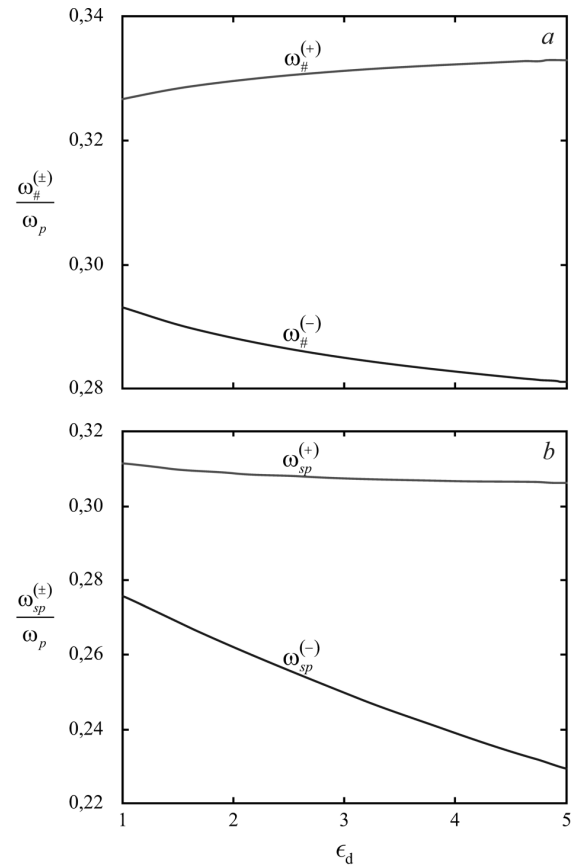 0,34
a
ω#(+)
0,32
ω#(±)
ωp
0,30
ω#(−)
0,28
0,32
b
ωsp(+)
0,30
0,28
ωsp(±)
ωp
0,26
ωsp(−)
0,24
0,22
1 2 3 4 5
ϵd